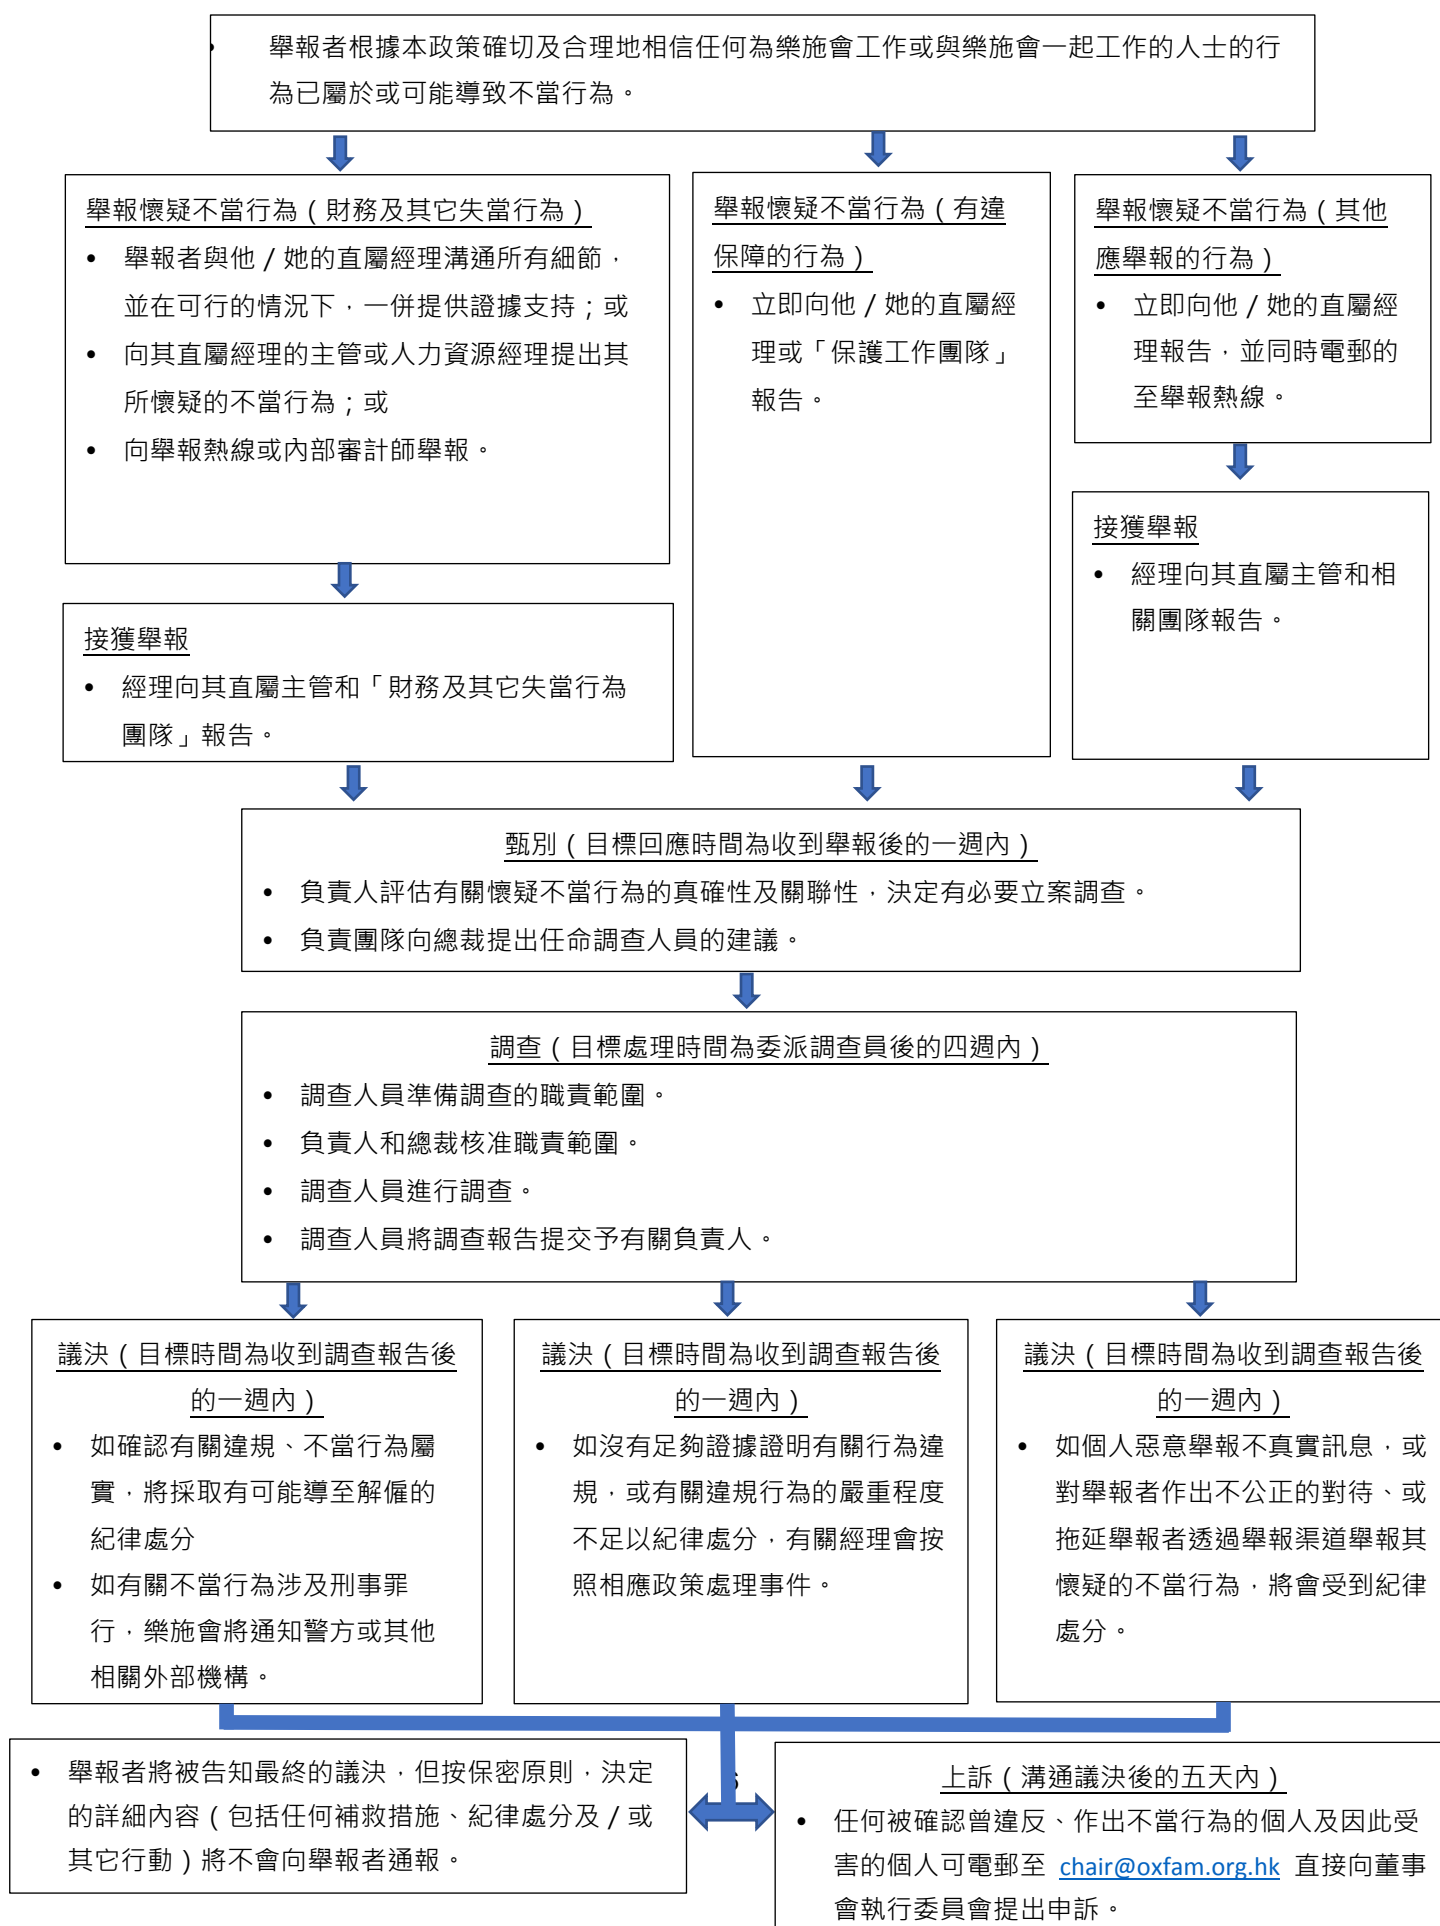 • 舉報者根據本政策確切及合理地相信任何為樂施會工作或與樂施會一起工作的人士的行
為已屬於或可能導致不當行為。
舉報懷疑不當行為（財務及其它失當行為）
• 舉報者與他 / 她的直屬經理溝通所有細節，
並在可行的情況下，一併提供證據支持；或
• 向其直屬經理的主管或人力資源經理提出其
所懷疑的不當行為；或
• 向舉報熱線或內部審計師舉報。
舉報懷疑不當行為（有違
保障的行為）
• 立即向他 / 她的直屬經
理或「保護工作團隊」
報告。
舉報懷疑不當行為（其他
應舉報的行為）
• 立即向他 / 她的直屬經
理報告，並同時電郵的
至舉報熱線。
接獲舉報
• 經理向其直屬主管和「財務及其它失當行為
團隊」報告。
接獲舉報
• 經理向其直屬主管和相
關團隊報告。
甄別（目標回應時間為收到舉報後的一週內）
• 負責人評估有關懷疑不當行為的真確性及關聯性，決定有必要立案調查。
• 負責團隊向總裁提出任命調查人員的建議。
調查（目標處理時間為委派調查員後的四週內）
• 調查人員準備調查的職責範圍。
• 負責人和總裁核准職責範圍。
• 調查人員進行調查。
• 調查人員將調查報告提交予有關負責人。
議決（目標時間為收到調查報告後
的一週內）
• 如確認有關違規、不當行為屬
實，將採取有可能導至解僱的
紀律處分
• 如有關不當行為涉及刑事罪
行，樂施會將通知警方或其他
相關外部機構。
議決（目標時間為收到調查報告後
的一週內）
• 如沒有足夠證據證明有關行為違
規，或有關違規行為的嚴重程度
不足以紀律處分，有關經理會按
照相應政策處理事件。
議決（目標時間為收到調查報告後
的一週內）
• 如個人惡意舉報不真實訊息，或
對舉報者作出不公正的對待、或
拖延舉報者透過舉報渠道舉報其
懷疑的不當行為，將會受到紀律
處分。
• 舉報者將被告知最終的議決，但按保密原則，決定
的詳細內容（包括任何補救措施、紀律處分及 / 或
其它行動）將不會向舉報者通報。
上訴（溝通議決後的五天內）
• 任何被確認曾違反、作出不當行為的個人及因此受
害的個人可電郵至 chair@oxfam.org.hk 直接向董事
會執行委員會提出申訴。